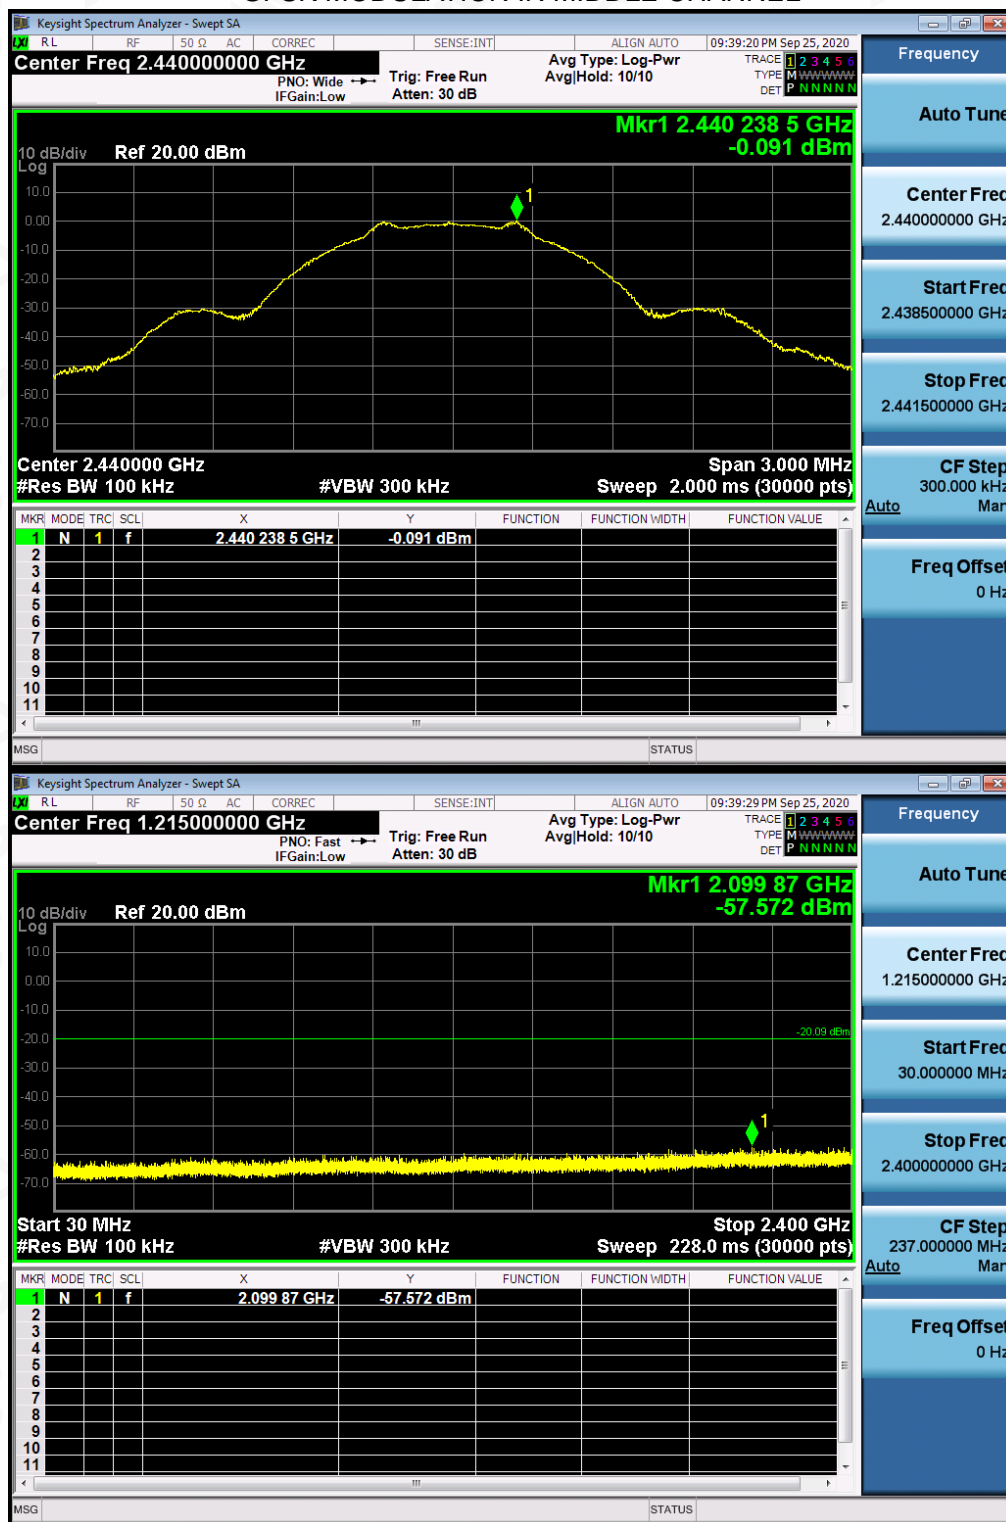 Keysight Spectrum Analyzer - Swept SA
LXI RL RF 50 Ω AC CORREC SENSE:INT ALIGN AUTO 09:39:20 PM Sep 25, 2020
Center Freq 2.440000000 GHz
PNO: Wide
IFGain:Low
Trig: Free Run
Atten: 30 dB
Avg Type: Log-Pwr
Avg|Hold: 10/10
TRACE 1 2 3 4 5 6
TYPE M WWWWW
DET P N N N N N
Mkr1 2.440 238 5 GHz
-0.091 dBm
10 dB/div Ref 20.00 dBm
Log
10.0
0.00
-10.0
-20.0
-30.0
-40.0
-50.0
-60.0
-70.0
1
Center 2.440000 GHz Span 3.000 MHz
#Res BW 100 kHz #VBW 300 kHz Sweep 2.000 ms (30000 pts)
MKR MODE TRC SCL X Y FUNCTION FUNCTION WIDTH FUNCTION VALUE
1 N 1 f 2.440 238 5 GHz -0.091 dBm
2
3
4
5
6
7
8
9
10
11
MSG STATUS
Frequency
Auto Tune
Center Freq
2.440000000 GHz
Start Freq
2.438500000 GHz
Stop Freq
2.441500000 GHz
CF Step
300.000 kHz
Auto Man
Freq Offset
0 Hz
Keysight Spectrum Analyzer - Swept SA
LXI RL RF 50 Ω AC CORREC SENSE:INT ALIGN AUTO 09:39:29 PM Sep 25, 2020
Center Freq 1.215000000 GHz
PNO: Fast
IFGain:Low
Trig: Free Run
Atten: 30 dB
Avg Type: Log-Pwr
Avg|Hold: 10/10
TRACE 1 2 3 4 5 6
TYPE M WWWWW
DET P N N N N N
Mkr1 2.099 87 GHz
-57.572 dBm
10 dB/div Ref 20.00 dBm
Log
10.0
0.00
-10.0
-20.0
-30.0
-40.0
-50.0
-60.0
-70.0
-20.09 dBm
1
Start 30 MHz Stop 2.400 GHz
#Res BW 100 kHz #VBW 300 kHz Sweep 228.0 ms (30000 pts)
MKR MODE TRC SCL X Y FUNCTION FUNCTION WIDTH FUNCTION VALUE
1 N 1 f 2.099 87 GHz -57.572 dBm
2
3
4
5
6
7
8
9
10
11
MSG STATUS
Frequency
Auto Tune
Center Freq
1.215000000 GHz
Start Freq
30.000000 MHz
Stop Freq
2.400000000 GHz
CF Step
237.000000 MHz
Auto Man
Freq Offset
0 Hz